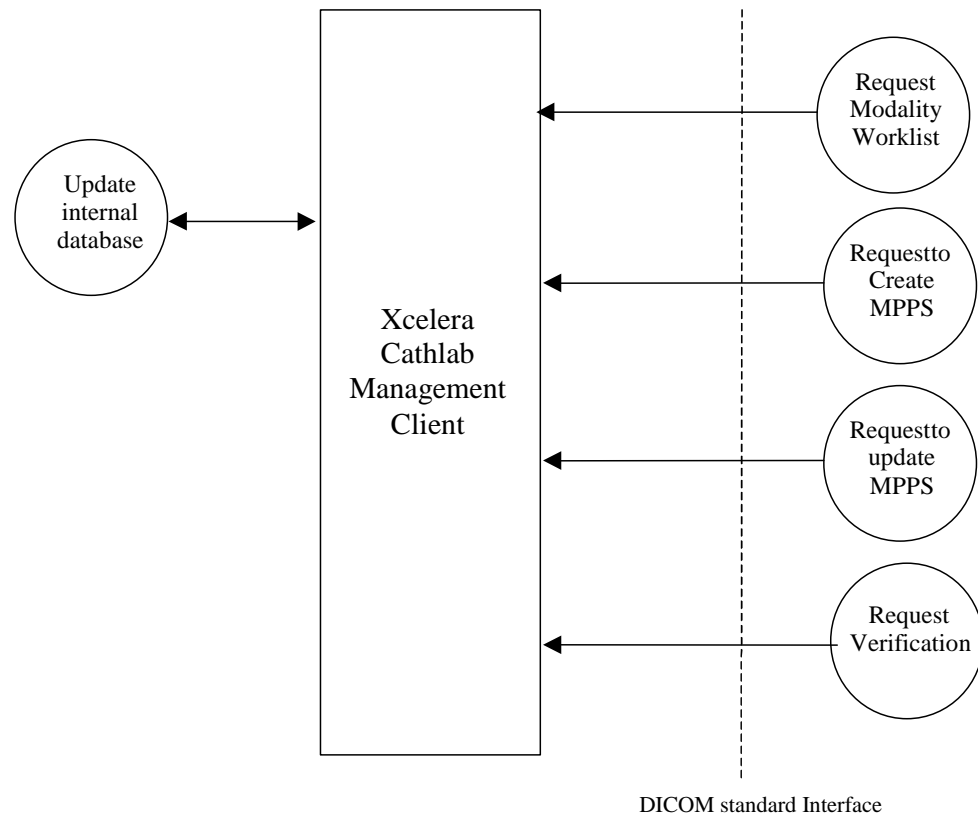 Update
internal
database
Xcelera
Cathlab
Management
Client
Request
Modality
Worklist
Requestto
Create
MPPS
Requestto
update
MPPS
Request
Verification
DICOM standard Interface